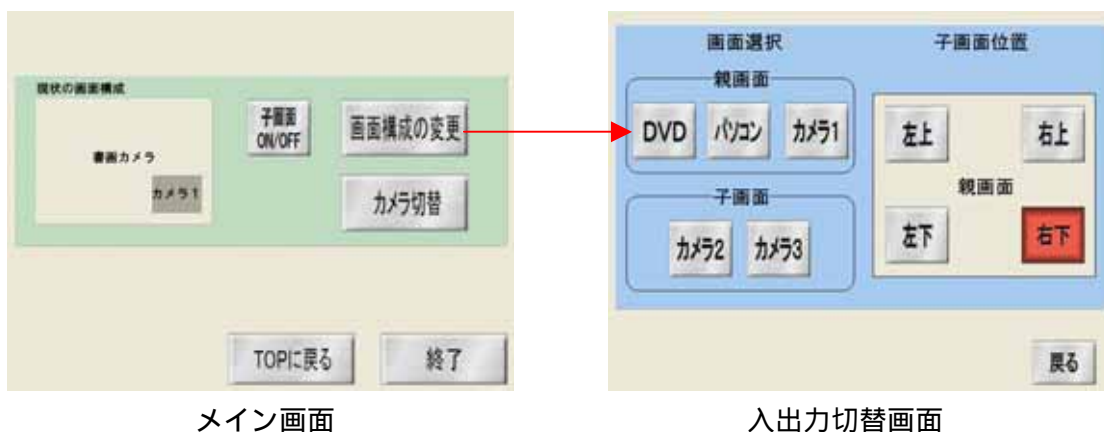 現状の画面構成
書画カメラ
カメラ1
子画面
ON/OFF
画面構成の変更
カメラ切替
TOPに戻る
終了
メイン画面
画面選択
親画面
DVD
パソコン
カメラ1
子画面
カメラ2
カメラ3
子画面位置
左上
右上
親画面
左下
右下
戻る
入出力切替画面